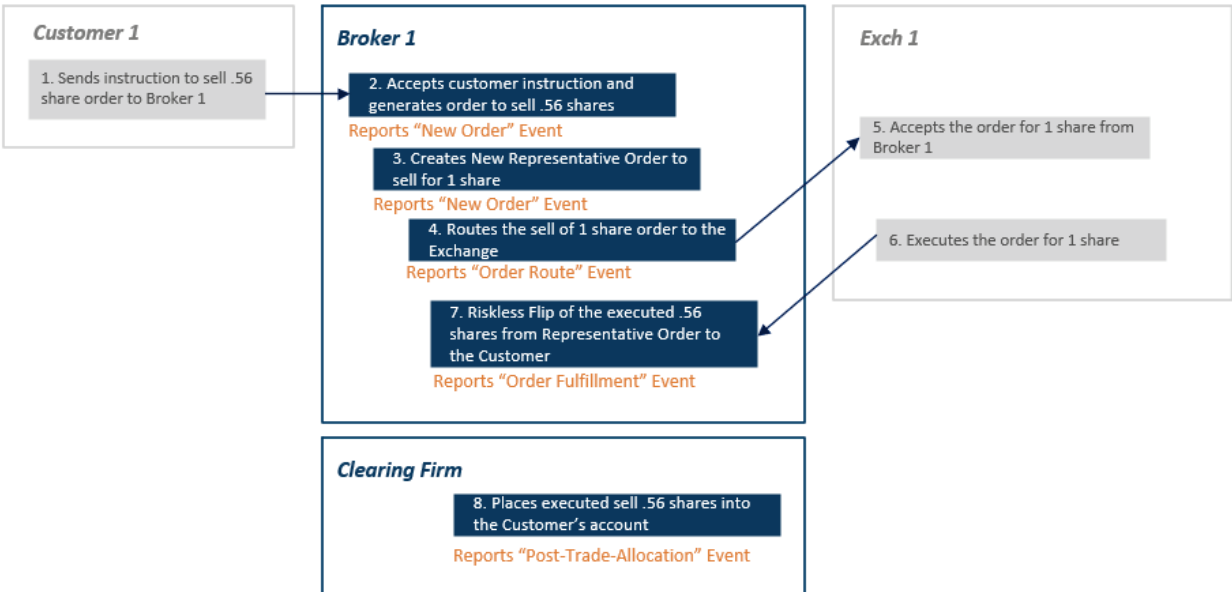 Customer 1
1. Sends instruction to sell .56
share order to Broker 1
Broker 1
2. Accepts customer instruction and
generates order to sell .56 shares
Reports “New Order” Event
3. Creates New Representative Order to
sell for 1 share
Reports “New Order” Event
4. Routes the sell of 1 share order to the
Exchange
Reports “Order Route” Event
Exch 1
5. Accepts the order for 1 share from
Broker 1
6. Executes the order for 1 share
7. Riskless Flip of the executed .56
shares from Representative Order to
the Customer
Reports “Order Fulfillment” Event
Clearing Firm
8. Places executed sell .56 shares into
the Customer’s account
Reports “Post-Trade-Allocation” Event